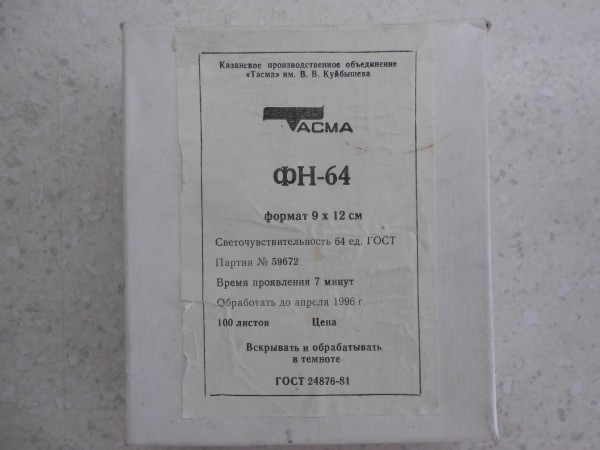 Казанское производственное объединение
«Тасма» им. В. В. Куйбышева
ТАСМА
ФН-64
формат 9 х 12 см
Светочувствительность 64 ед. ГОСТ
Партия № 59672
Время проявления 7 минут
Обработать до апреля 1996 г.
100 листов Цена
Вскрывать и обрабатывать
в темноте
ГОСТ 24876-81